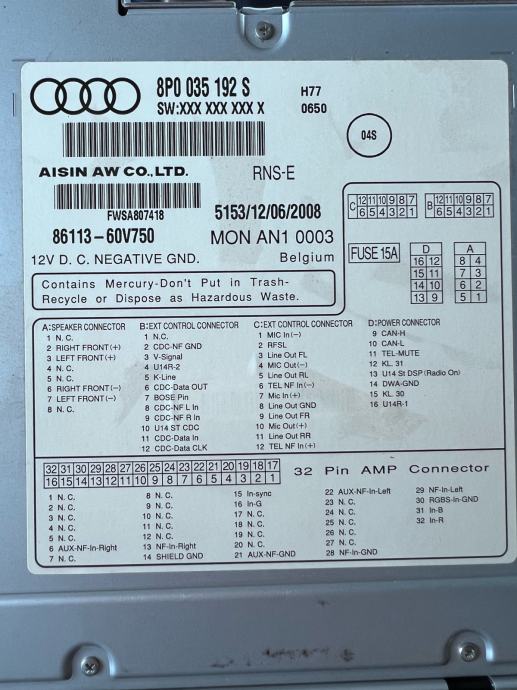 8P0 035 192 S
SW:XXX XXX XXX X
H77
0650
04S
AISIN AW CO.,LTD.
RNS-E
FWSA807418
5153/12/06/2008
86113-60V750
MON AN1 0003
12V D. C. NEGATIVE GND.
Belgium
Contains Mercury-Don't Put in Trash-
Recycle or Dispose as Hazardous Waste.
C 12 11 10 9 8 7
6 5 4 3 2 1
B 12 11 10 9 8 7
6 5 4 3 2 1
FUSE 15A
D
16 12
15 11
14 10
13 9
A
8 4
7 3
6 2
5 1
A:SPEAKER CONNECTOR
1 N.C.
2 RIGHT FRONT(+)
3 LEFT FRONT(+)
4 N.C.
5 N.C.
6 RIGHT FRONT(-)
7 LEFT FRONT(-)
8 N.C.
B:EXT CONTROL CONNECTOR
1 N.C.
2 CDC-NF GND
3 V-Signal
4 U14R-2
5 K-Line
6 CDC-Data OUT
7 BOSE Pin
8 CDC-NF L In
9 CDC-NF R In
10 U14 ST CDC
11 CDC-Data In
12 CDC-Data CLK
C:EXT CONTROL CONNECTOR
1 MIC In(-)
2 RFSL
3 Line Out FL
4 MIC Out(-)
5 Line Out RL
6 TEL NF In(-)
7 Mic In(+)
8 Line Out GND
9 Line Out FR
10 Mic Out(+)
11 Line Out RR
12 TEL NF In(+)
D:POWER CONNECTOR
9 CAN-H
10 CAN-L
11 TEL-MUTE
12 KL. 31
13 U14 St DSP (Radio On)
14 DWA-GND
15 KL. 30
16 U14R-1
32 31 30 29 28 27 26 25 24 23 22 21 20 19 18 17
16 15 14 13 12 11 10 9 8 7 6 5 4 3 2 1
32 Pin AMP Connector
1 N.C.
2 N.C.
3 N.C.
4 N.C.
5 N.C.
6 AUX-NF-In-Right
7 N.C.
8 N.C.
9 N.C.
10 N.C.
11 N.C.
12 N.C.
13 NF-In-Right
14 SHIELD GND
15 In-sync
16 In-G
17 N.C.
18 N.C.
19 N.C.
20 N.C.
21 AUX-NF-GND
22 AUX-NF-In-Left
23 N.C.
24 N.C.
25 N.C.
26 N.C.
27 N.C.
28 NF-In-GND
29 NF-In-Left
30 RGBS-In-GND
31 In-B
32 In-R